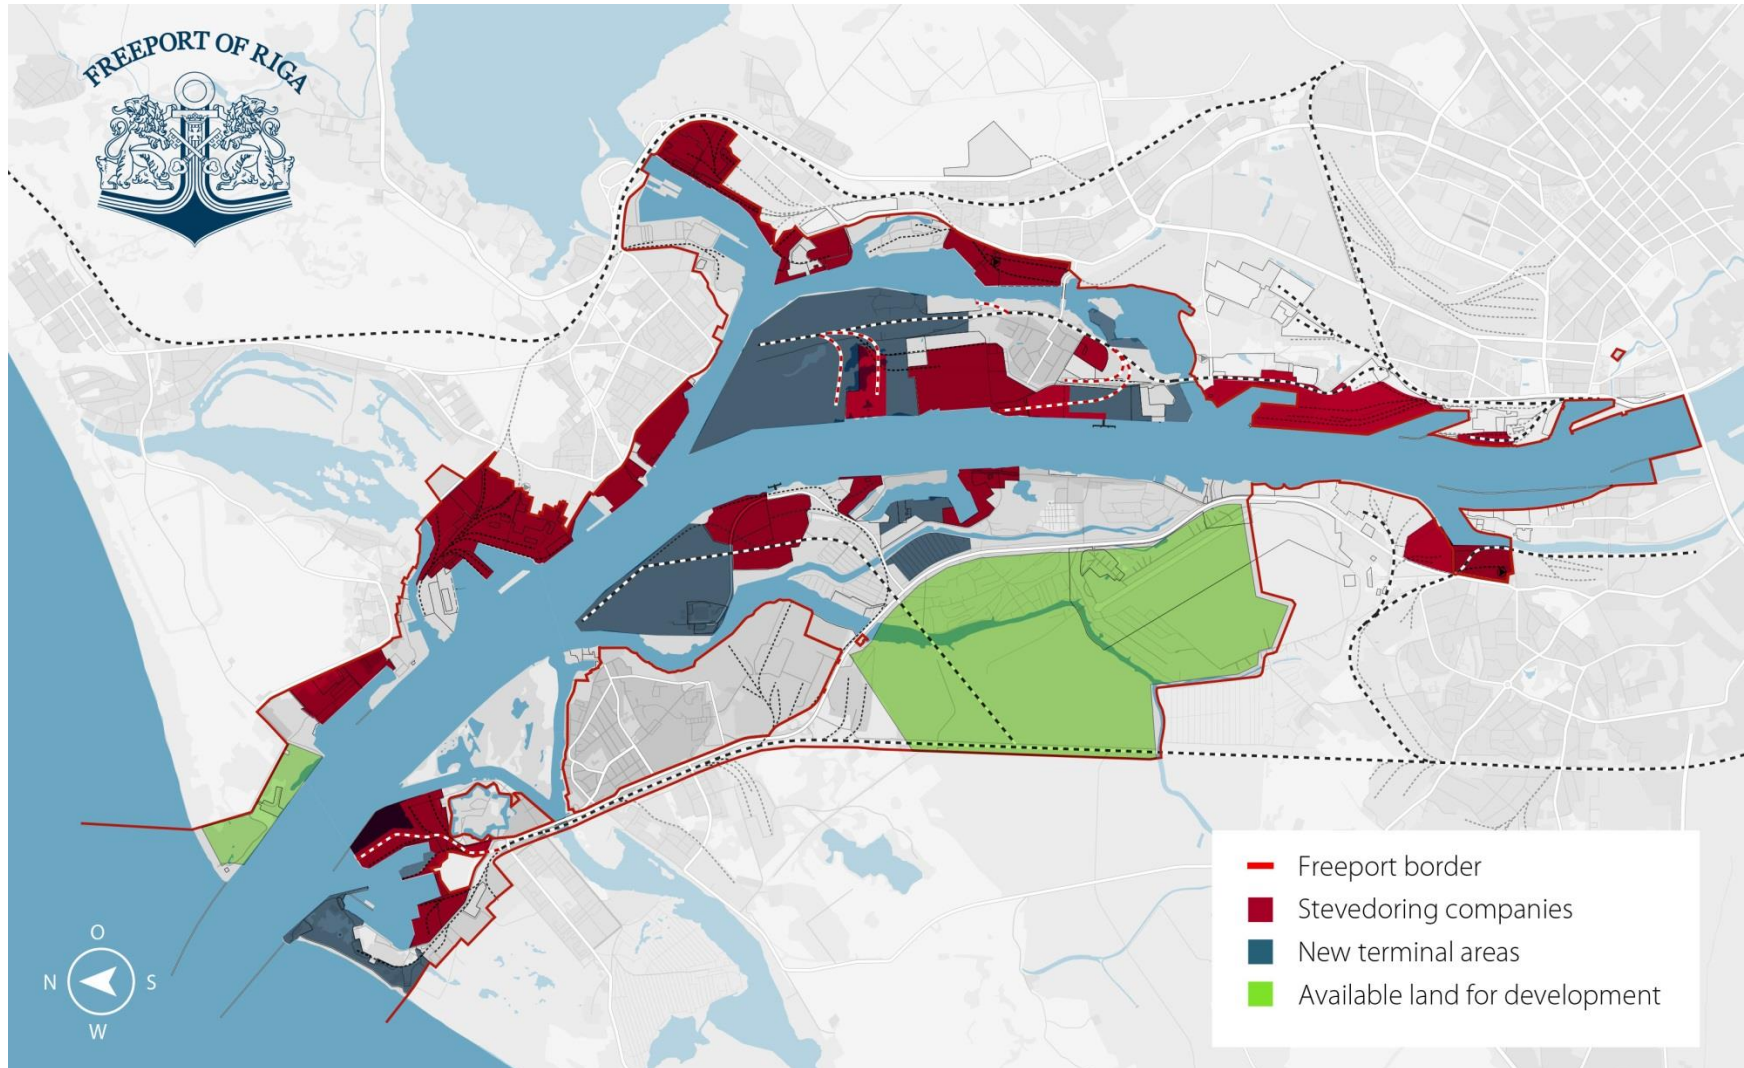 FREEPORT OF RIGA
Freeport border
Stevedoring companies
New terminal areas
Available land for development
O
N
S
W